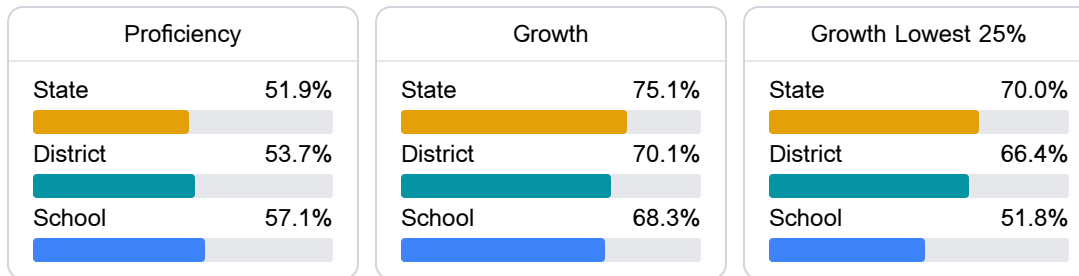 Proficiency
State 51.9%
District 53.7%
School 57.1%
Growth
State 75.1%
District 70.1%
School 68.3%
Growth Lowest 25%
State 70.0%
District 66.4%
School 51.8%